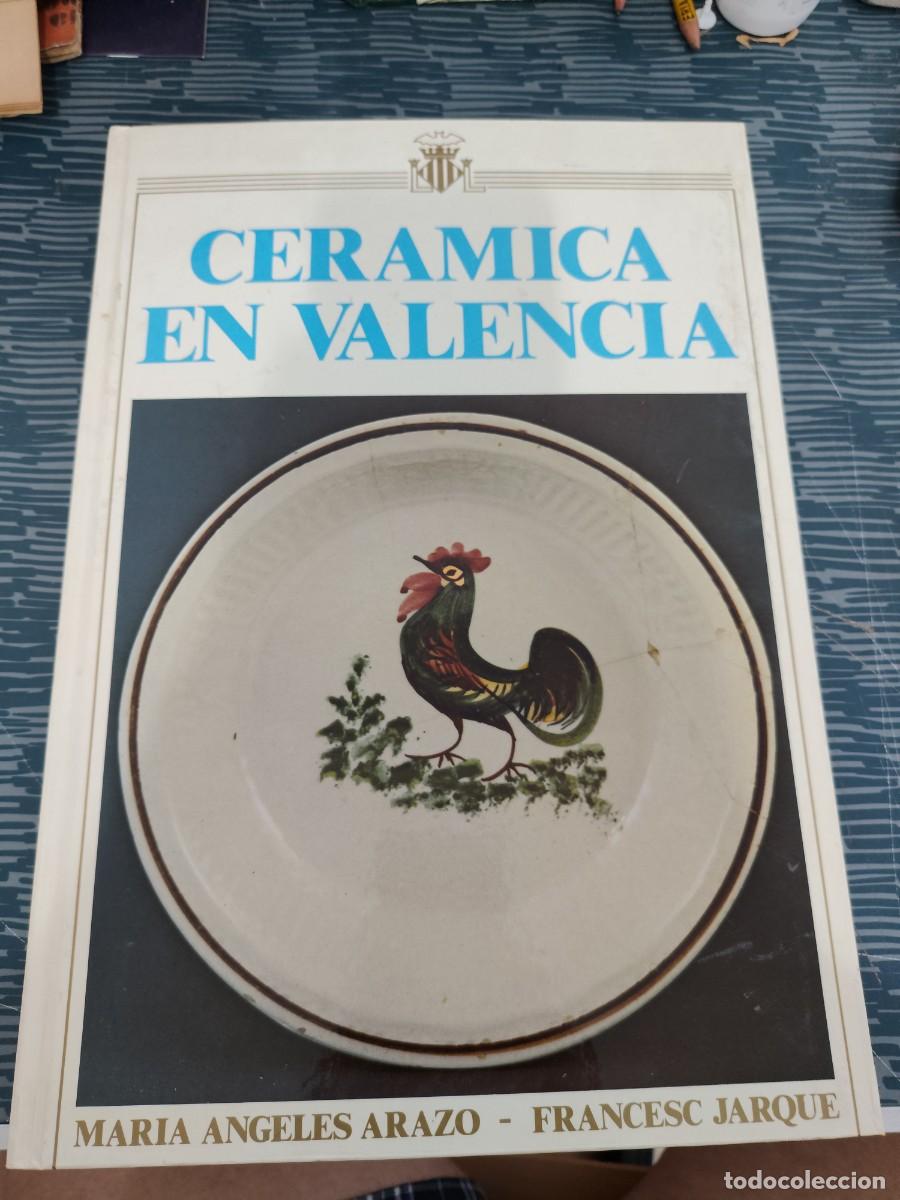 CERAMICA
EN VALENCIA
MARIA ANGELES ARAZO - FRANCESC JARQUE
todocoleccion